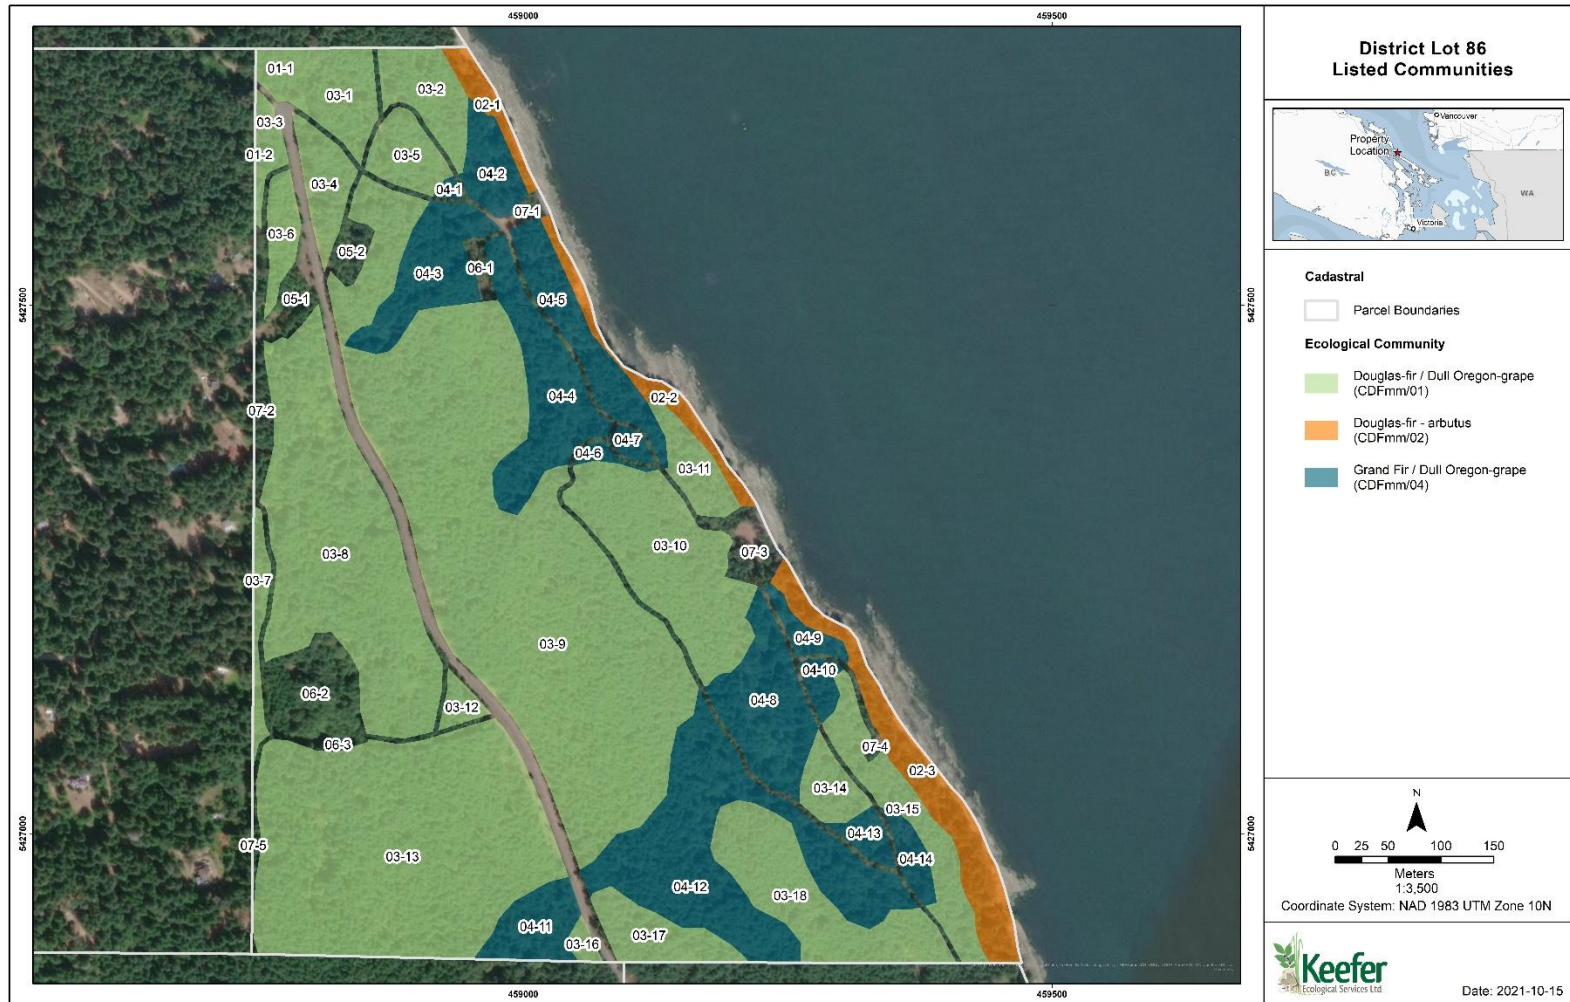 459000
459500
District Lot 86
Listed Communities
Vancouver
Property
Location
BC
WA
Victoria
Cadastral
Parcel Boundaries
Ecological Community
Douglas-fir / Dull Oregon-grape
(CDFmm/01)
Douglas-fir - arbutus
(CDFmm/02)
Grand Fir / Dull Oregon-grape
(CDFmm/04)
N
0 25 50 100 150
Meters
1:3,500
Coordinate System: NAD 1983 UTM Zone 10N
Keefer
Ecological Services Ltd
Date: 2021-10-15
01-1
03-1
03-2
02-1
03-3
01-2
03-5
03-4
04-2
04-1
07-1
03-6
05-2
04-3
06-1
05-1
04-5
5427500
5427500
04-4
02-2
07-2
04-7
04-6
03-11
03-8
03-10
07-3
03-7
03-9
04-9
04-10
06-2
04-8
03-12
06-3
07-4
02-3
03-14
03-15
5427000
5427000
07-5
04-13
03-13
04-14
04-12
03-18
04-11
03-16
03-17
459000
459500